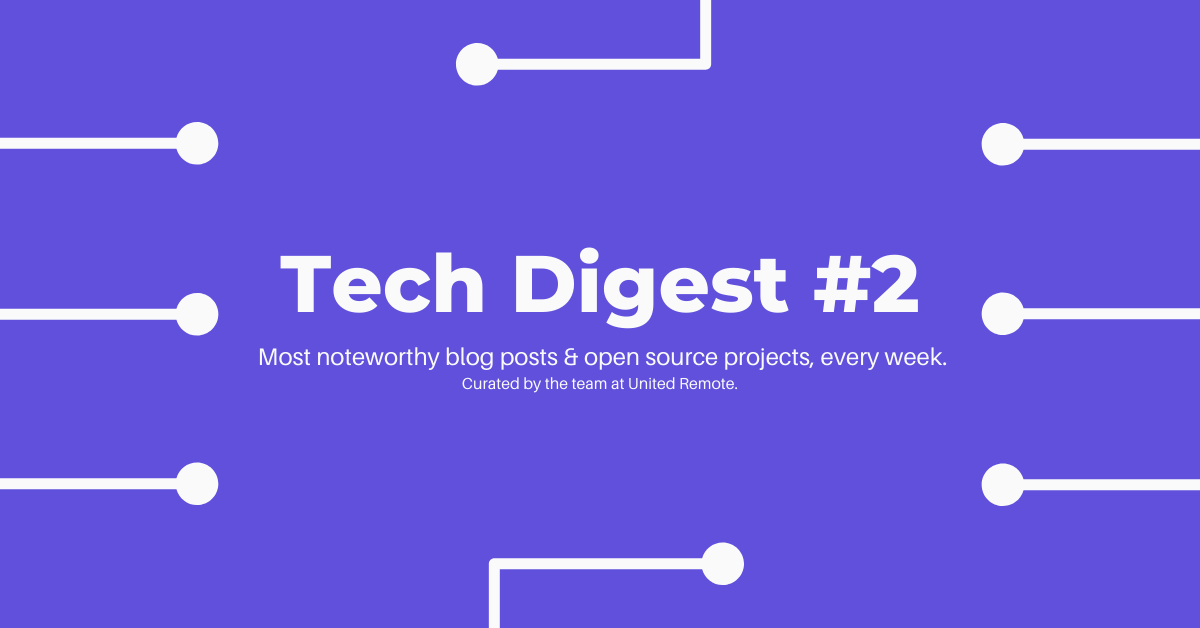 Tech Digest #2
Most noteworthy blog posts & open source projects, every week.
Curated by the team at United Remote.